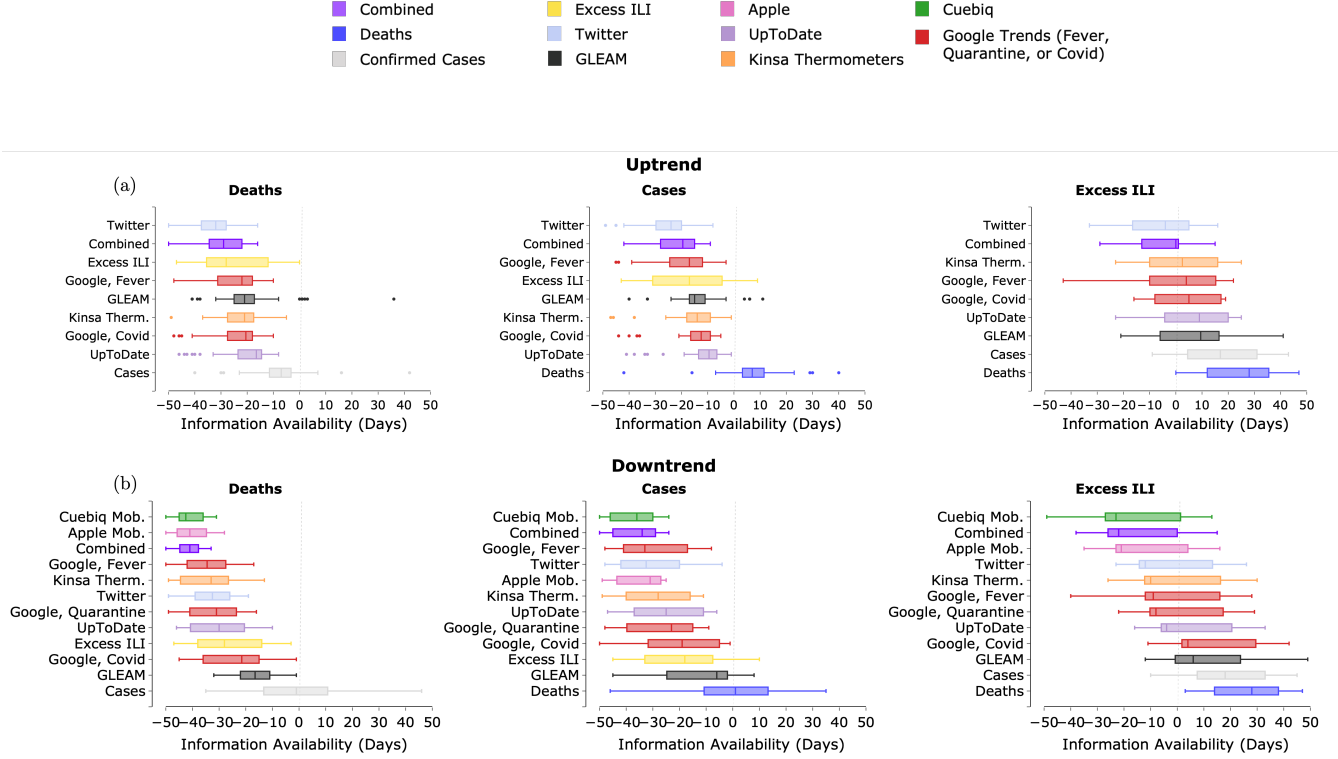 Combined
Excess ILI
Apple
Cuebiq
Deaths
Twitter
UpToDate
Google Trends (Fever,
Quarantine, or Covid)
Confirmed Cases
GLEAM
Kinsa Thermometers
Uptrend
(a)
Deaths
Twitter
Combined
Excess ILI
Google, Fever
GLEAM
Kinsa Therm.
Google, Covid
UpToDate
Cases
−50 −40 −30 −20 −10 0 10 20 30 40 50
Information Availability (Days)
Cases
Twitter
Combined
Google, Fever
Excess ILI
GLEAM
Kinsa Therm.
Google, Covid
UpToDate
Deaths
−50 −40 −30 −20 −10 0 10 20 30 40 50
Information Availability (Days)
Excess ILI
Twitter
Combined
Kinsa Therm.
Google, Fever
Google, Covid
UpToDate
GLEAM
Cases
Deaths
−50 −40 −30 −20 −10 0 10 20 30 40 50
Information Availability (Days)
Downtrend
(b)
Deaths
Cuebiq Mob.
Apple Mob.
Combined
Google, Fever
Kinsa Therm.
Twitter
Google, Quarantine
UpToDate
Excess ILI
Google, Covid
GLEAM
Cases
−50 −40 −30 −20 −10 0 10 20 30 40 50
Information Availability (Days)
Cases
Cuebiq Mob.
Combined
Google, Fever
Twitter
Apple Mob.
Kinsa Therm.
UpToDate
Google, Quarantine
Google, Covid
Excess ILI
GLEAM
Deaths
−50 −40 −30 −20 −10 0 10 20 30 40 50
Information Availability (Days)
Excess ILI
Cuebiq Mob.
Combined
Apple Mob.
Twitter
Kinsa Therm.
Google, Fever
Google, Quarantine
UpToDate
Google, Covid
GLEAM
Cases
Deaths
−50 −40 −30 −20 −10 0 10 20 30 40 50
Information Availability (Days)